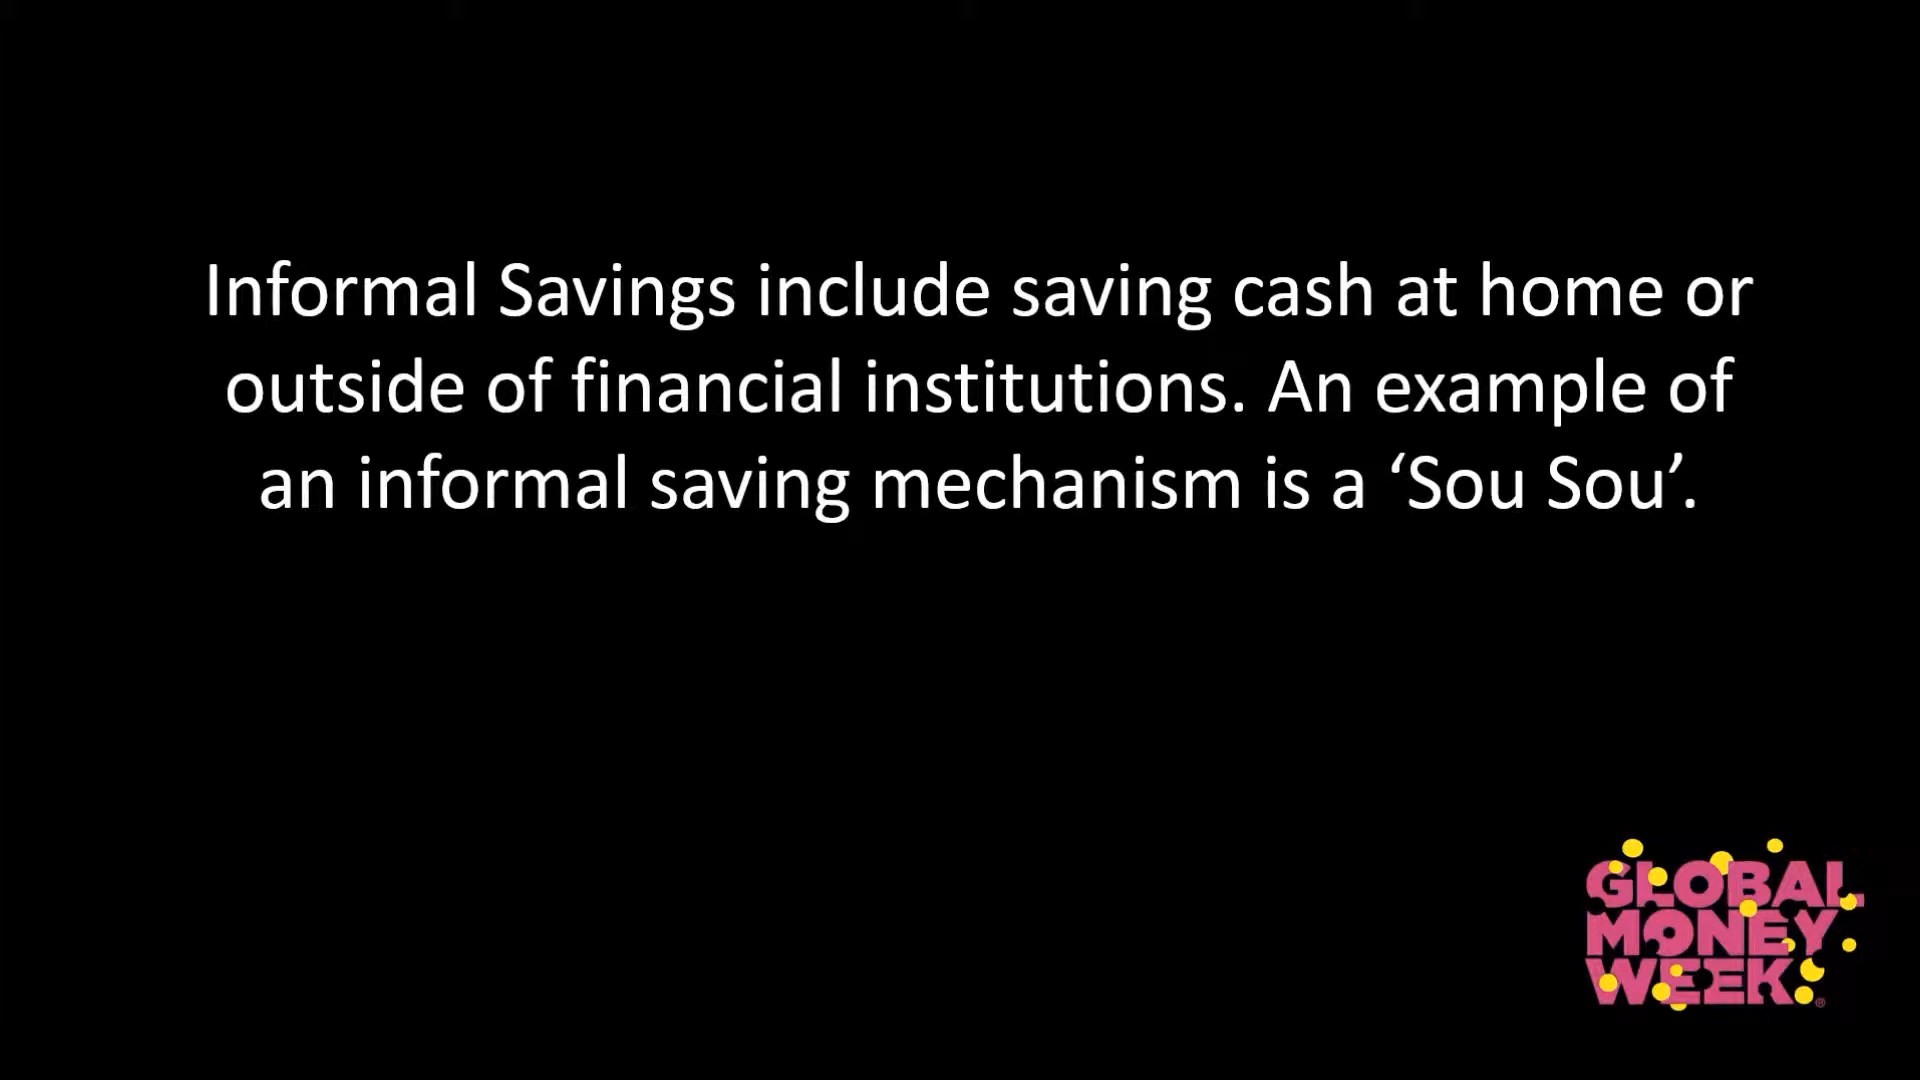 Informal Savings include saving cash at home or
outside of financial institutions. An example of
an informal saving mechanism is a ‘Sou Sou’.
GLOBAL
MONEY
WEEK®